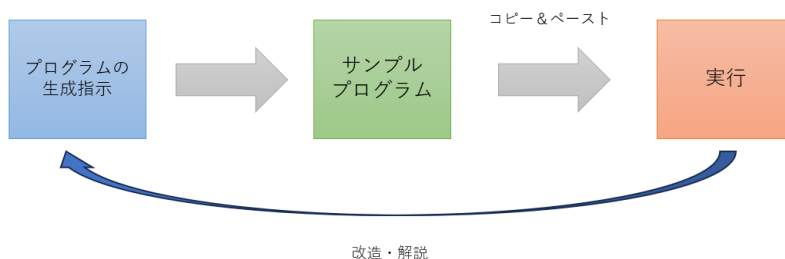 コピー＆ペースト
プログラムの
生成指示
サンプル
プログラム
実行
改造・解説